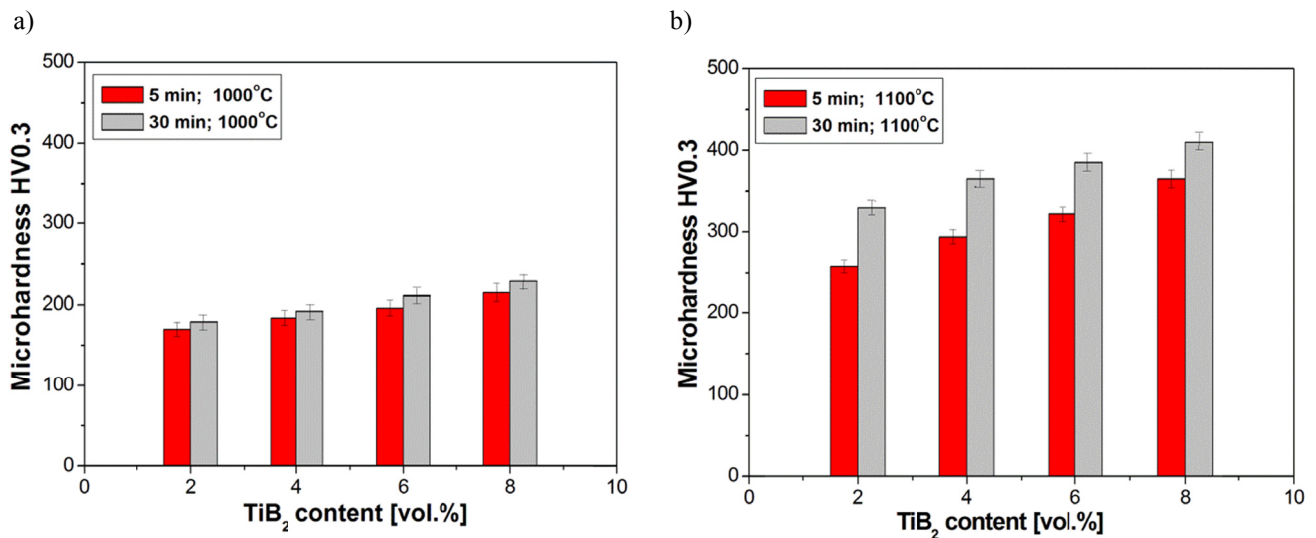 a)
500
400
300
200
100
0
5 min; 1000°C
30 min; 1000°C
Microhardness HV0.3
0 2 4 6 8 10
TiB₂ content [vol.%]
b)
500
400
300
200
100
0
5 min; 1100°C
30 min; 1100°C
Microhardness HV0.3
0 2 4 6 8 10
TiB₂ content [vol.%]